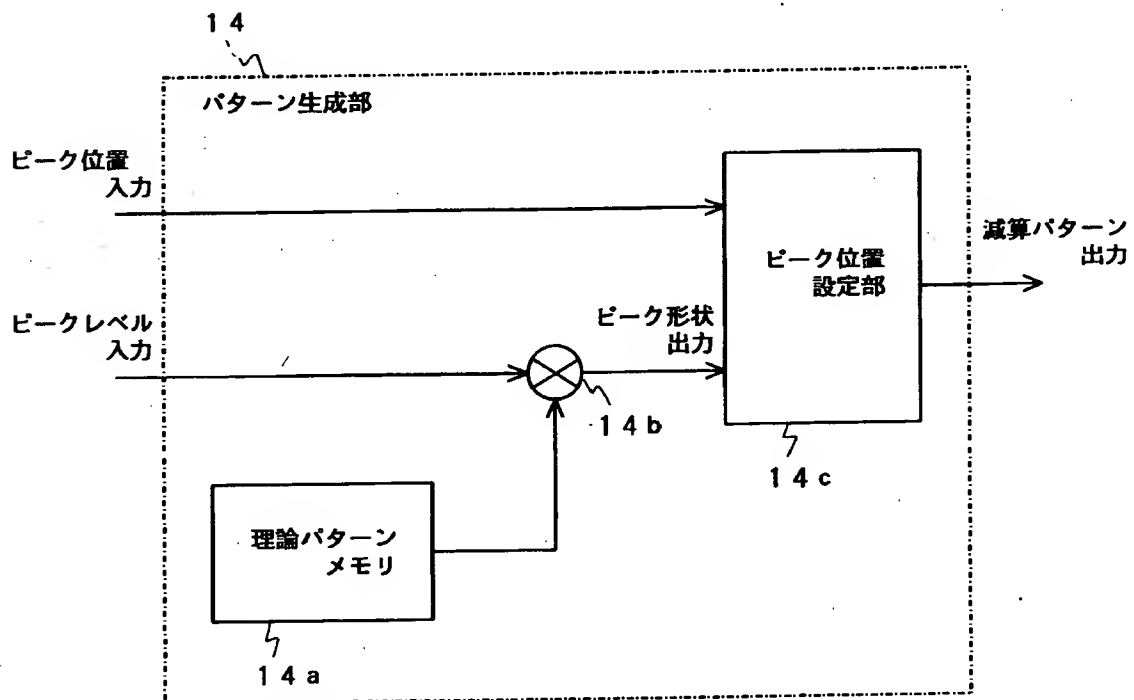 14
パターン生成部
ピーク位置
入力
ピーク位置
設定部
減算パターン
出力
ピークレベル
入力
ピーク形状
出力
14b
14c
理論パターン
メモリ
14a